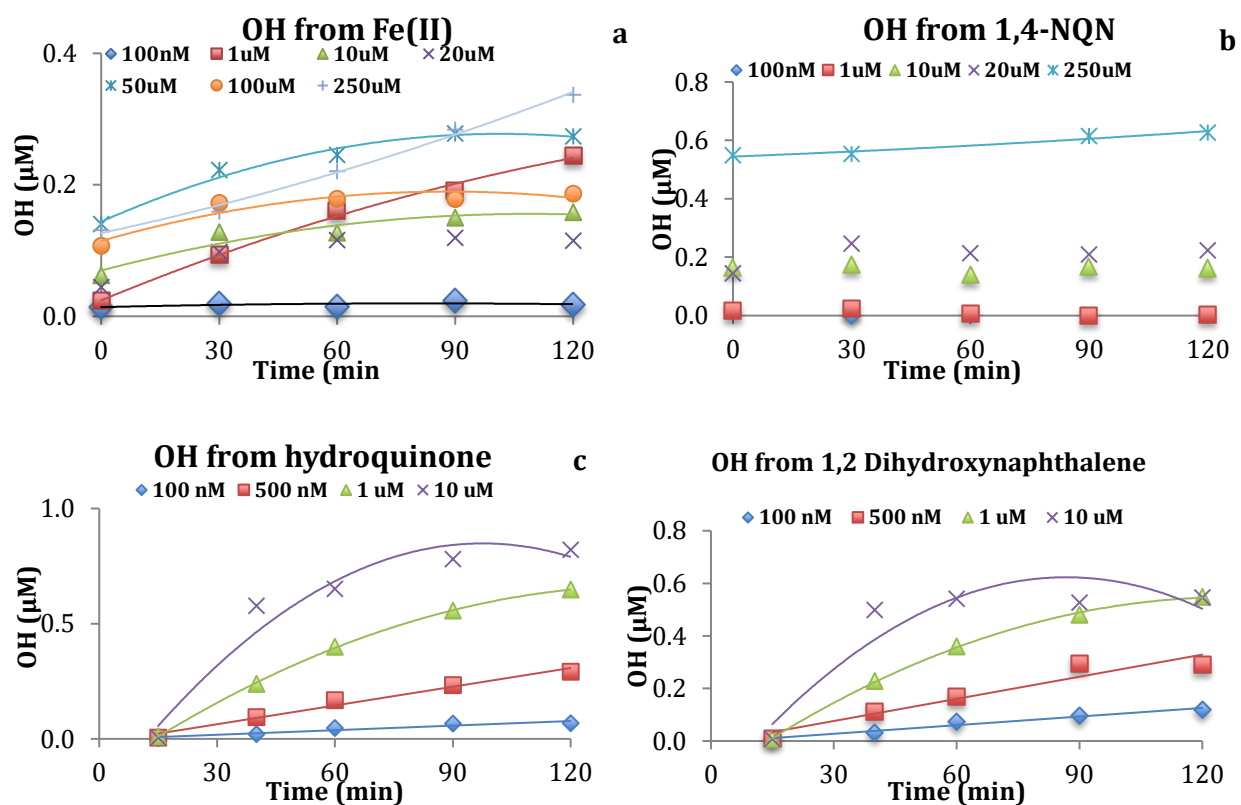 OH from Fe(II)
a
100nM 1uM 10uM 20uM
50uM 100uM 250uM
0.4
0.2
0.0
OH (µM)
0 30 60 90 120
Time (min
OH from 1,4-NQN
b
100nM 1uM 10uM 20uM 250uM
0.8
0.6
0.4
0.2
0.0
OH (µM)
0 30 60 90 120
Time (min)
OH from hydroquinone
c
100 nM 500 nM 1 uM 10 uM
1.0
0.5
0.0
OH (µM)
0 30 60 90 120
Time (min)
OH from 1,2 Dihydroxynaphthalene
100 nM 500 nM 1 uM 10 uM
0.8
0.6
0.4
0.2
0.0
OH (µM)
0 30 60 90 120
Time (min)